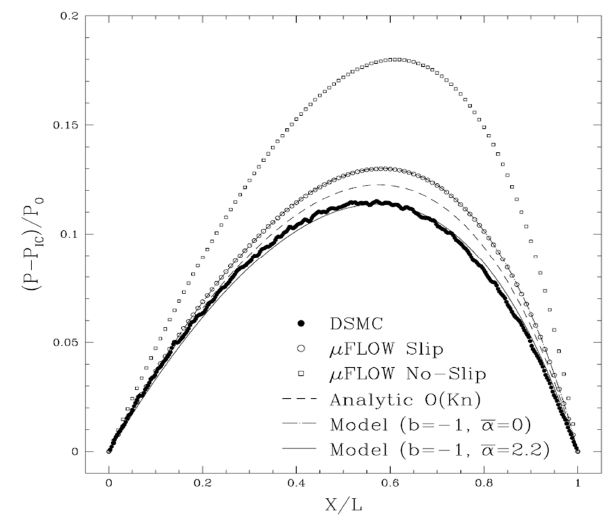 0.2
0.15
0.1
0.05
0
(P−P_IC)/P_0
DSMC
μFLOW Slip
μFLOW No−Slip
Analytic O(Kn)
Model (b=−1, α̅=0)
Model (b=−1, α̅=2.2)
0 0.2 0.4 0.6 0.8 1
X/L